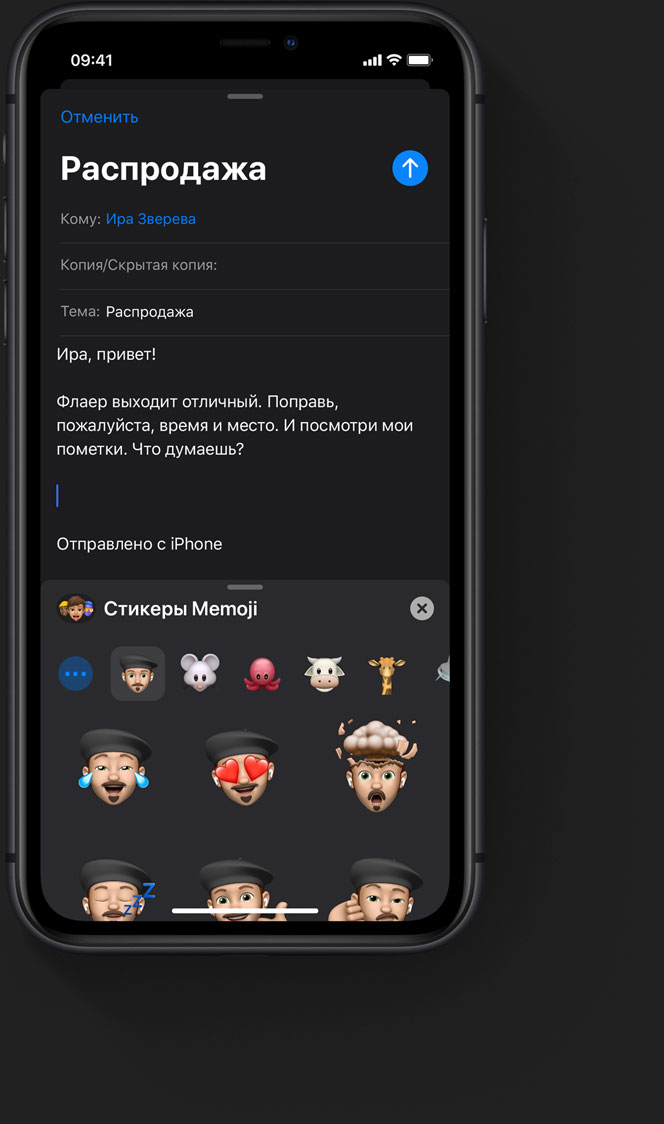 09:41
Отменить
Распродажа
Кому: Ира Зверева
Копия/Скрытая копия:
Тема: Распродажа
Ира, привет!
Флаер выходит отличный. Поправь,
пожалуйста, время и место. И посмотри мои
пометки. Что думаешь?
Отправлено с iPhone
Стикеры Memoji
zzZ